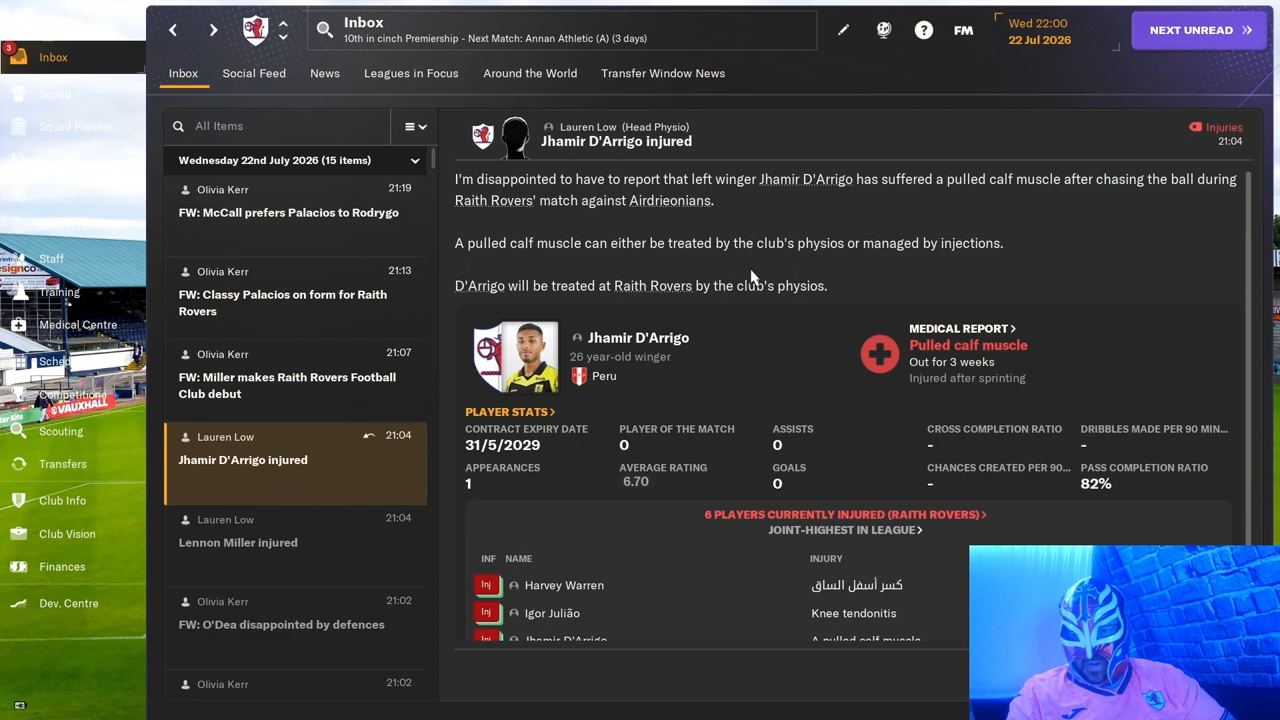 Inbox
10th in cinch Premiership - Next Match: Annan Athletic (A) (3 days)
FM
Wed 22:00
22 Jul 2026
NEXT UNREAD
3
Inbox
Squad
Squad Planner
Staff
Training
Medical Centre
Sched
Competitions
VAUXHALL
Scouting
Transfers
Club Info
Club Vision
Finances
Dev. Centre
Inbox
Social Feed
News
Leagues in Focus
Around the World
Transfer Window News
All Items
Wednesday 22nd July 2026 (15 items)
Olivia Kerr 21:19
FW: McCall prefers Palacios to Rodrygo
Olivia Kerr 21:13
FW: Classy Palacios on form for Raith
Rovers
Olivia Kerr 21:07
FW: Miller makes Raith Rovers Football
Club debut
Lauren Low 21:04
Jhamir D'Arrigo injured
Lauren Low 21:04
Lennon Miller injured
Olivia Kerr 21:02
FW: O'Dea disappointed by defences
Olivia Kerr 21:02
Lauren Low (Head Physio)
Jhamir D'Arrigo injured
Injuries
21:04
I'm disappointed to have to report that left winger Jhamir D'Arrigo has suffered a pulled calf muscle after chasing the ball during
Raith Rovers' match against Airdrieonians.
A pulled calf muscle can either be treated by the club's physios or managed by injections.
D'Arrigo will be treated at Raith Rovers by the club's physios.
Jhamir D'Arrigo
26 year-old winger
Peru
MEDICAL REPORT
Pulled calf muscle
Out for 3 weeks
Injured after sprinting
PLAYER STATS
CONTRACT EXPIRY DATE PLAYER OF THE MATCH ASSISTS CROSS COMPLETION RATIO DRIBBLES MADE PER 90 MIN...
31/5/2029 0 0 - -
APPEARANCES AVERAGE RATING GOALS CHANCES CREATED PER 90... PASS COMPLETION RATIO
1 6.70 0 - 82%
6 PLAYERS CURRENTLY INJURED (RAITH ROVERS)
JOINT-HIGHEST IN LEAGUE
INF NAME INJURY
Inj Harvey Warren كسر أسفل الساق
Inj Igor Julião Knee tendonitis
Inj Jhamir D'Arrigo A pulled calf muscle